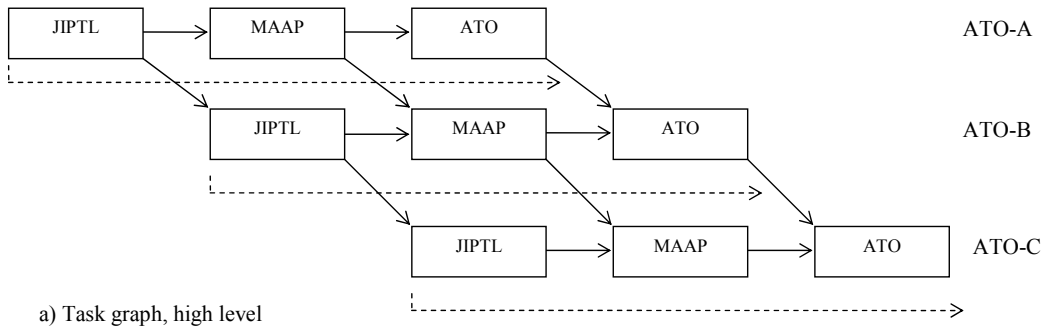 JIPTL MAAP ATO ATO-A
JIPTL MAAP ATO ATO-B
JIPTL MAAP ATO ATO-C
a) Task graph, high level